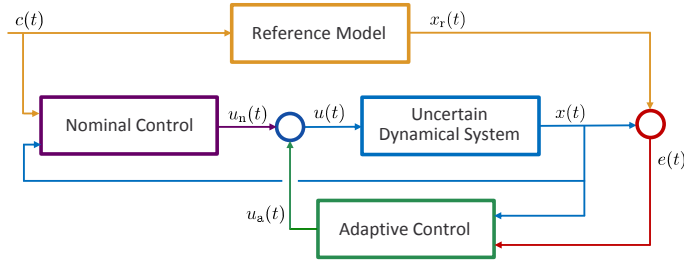 c(t)
Reference Model
x_r(t)
Nominal Control
u_n(t)
u(t)
Uncertain
Dynamical System
x(t)
e(t)
u_a(t)
Adaptive Control